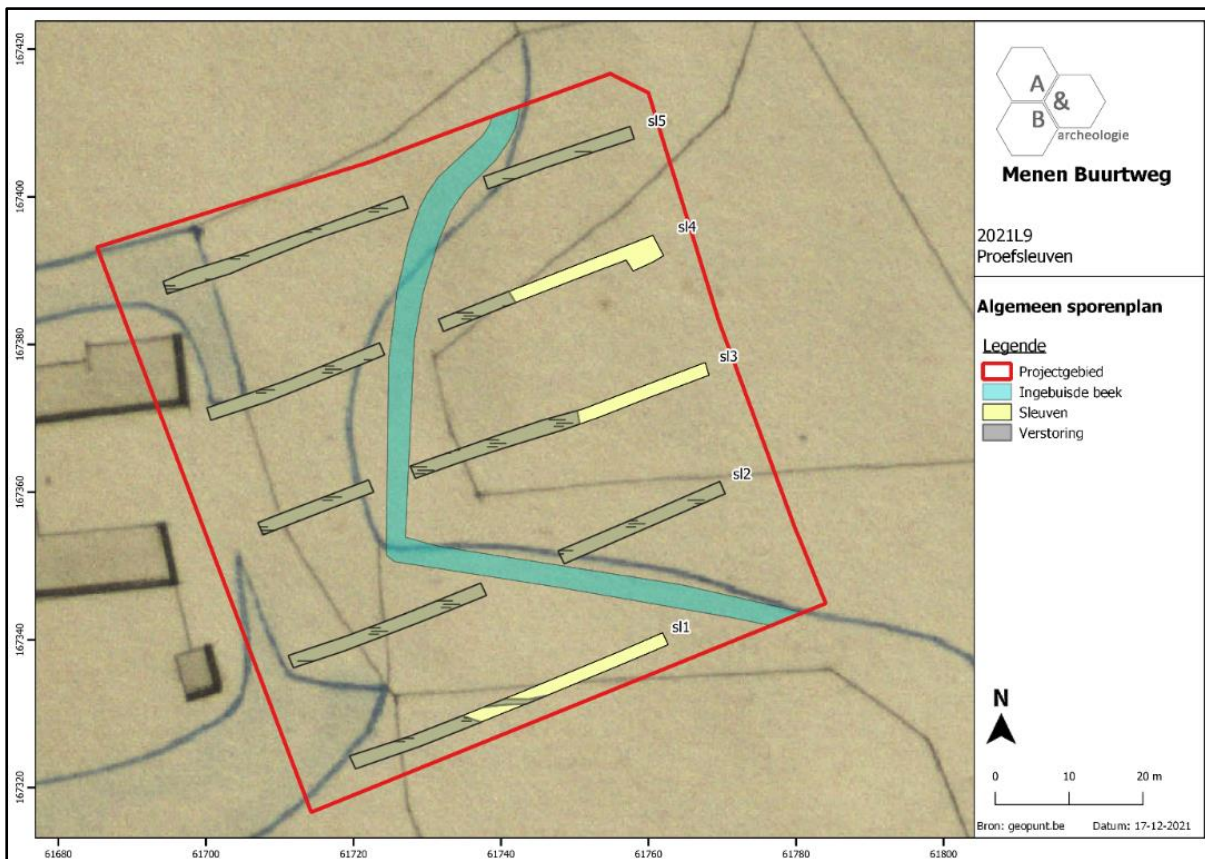 167420
167400
167380
167360
167340
167320
61680
61700
61720
61740
61760
61780
61800
sl5
sl4
sl3
sl2
sl1
A
&
B
archeologie
Menen Buurtweg
2021L9
Proefsleuven
Algemeen sporenplan
Legende
Projectgebied
Ingebuisde beek
Sleuven
Verstoring
N
0 10 20 m
Bron: geopunt.be Datum: 17-12-2021